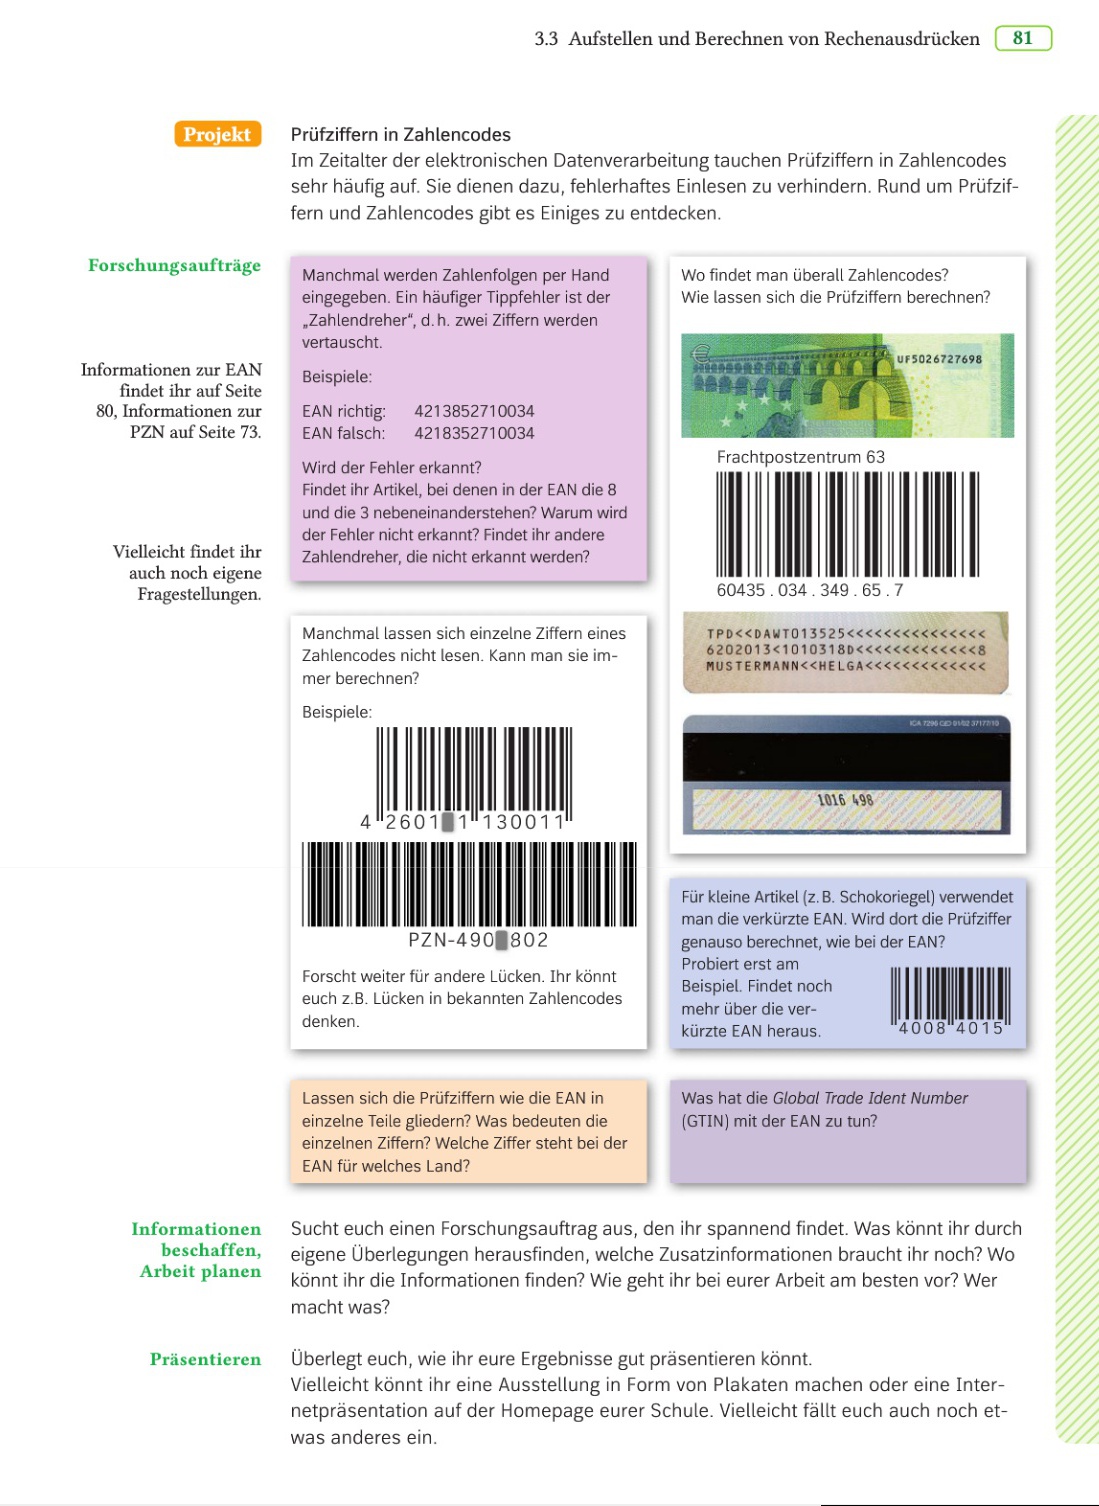 3.3 Aufstellen und Berechnen von Rechenausdrücken 81
Projekt
Prüfziffern in Zahlencodes
Im Zeitalter der elektronischen Datenverarbeitung tauchen Prüfziffern in Zahlencodes
sehr häufig auf. Sie dienen dazu, fehlerhaftes Einlesen zu verhindern. Rund um Prüfzif-
fern und Zahlencodes gibt es Einiges zu entdecken.
Forschungsaufträge
Informationen zur EAN
findet ihr auf Seite
80, Informationen zur
PZN auf Seite 73.
Vielleicht findet ihr
auch noch eigene
Fragestellungen.
Manchmal werden Zahlenfolgen per Hand
eingegeben. Ein häufiger Tippfehler ist der
„Zahlendreher“, d. h. zwei Ziffern werden
vertauscht.
Beispiele:
EAN richtig: 4213852710034
EAN falsch: 4218352710034
Wird der Fehler erkannt?
Findet ihr Artikel, bei denen in der EAN die 8
und die 3 nebeneinanderstehen? Warum wird
der Fehler nicht erkannt? Findet ihr andere
Zahlendreher, die nicht erkannt werden?
Manchmal lassen sich einzelne Ziffern eines
Zahlencodes nicht lesen. Kann man sie im-
mer berechnen?
Beispiele:
4 2601 1 130011
PZN-490 802
Forscht weiter für andere Lücken. Ihr könnt
euch z.B. Lücken in bekannten Zahlencodes
denken.
Wo findet man überall Zahlencodes?
Wie lassen sich die Prüfziffern berechnen?
UF5026727698
Frachtpostzentrum 63
60435 . 034 . 349 . 65 . 7
TPD<<DAWTO13525<<<<<<<<<<<<<<<
6202013<1010318D<<<<<<<<<<<<<8
MUSTERMANN<<HELGA<<<<<<<<<<<<<
ICA 7296 GED 91/02 37177/19
1016 498
Für kleine Artikel (z. B. Schokoriegel) verwendet
man die verkürzte EAN. Wird dort die Prüfziffer
genauso berechnet, wie bei der EAN?
Probiert erst am
Beispiel. Findet noch
mehr über die ver-
kürzte EAN heraus.
4008 4015
Lassen sich die Prüfziffern wie die EAN in
einzelne Teile gliedern? Was bedeuten die
einzelnen Ziffern? Welche Ziffer steht bei der
EAN für welches Land?
Was hat die Global Trade Ident Number
(GTIN) mit der EAN zu tun?
Informationen
beschaffen,
Arbeit planen
Sucht euch einen Forschungsauftrag aus, den ihr spannend findet. Was könnt ihr durch
eigene Überlegungen herausfinden, welche Zusatzinformationen braucht ihr noch? Wo
könnt ihr die Informationen finden? Wie geht ihr bei eurer Arbeit am besten vor? Wer
macht was?
Präsentieren
Überlegt euch, wie ihr eure Ergebnisse gut präsentieren könnt.
Vielleicht könnt ihr eine Ausstellung in Form von Plakaten machen oder eine Inter-
netpräsentation auf der Homepage eurer Schule. Vielleicht fällt euch auch noch et-
was anderes ein.